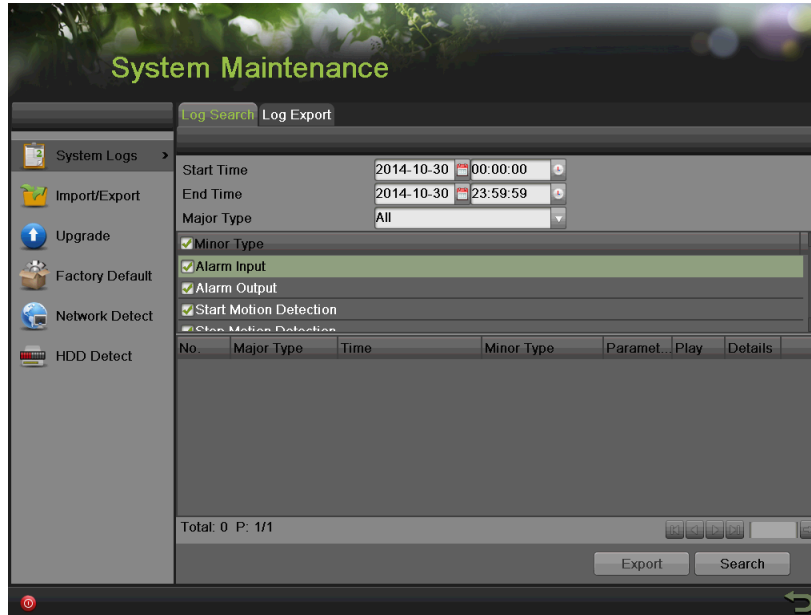 System Maintenance
Log Search Log Export
System Logs
Import/Export
Upgrade
Factory Default
Network Detect
HDD Detect
Start Time 2014-10-30 00:00:00
End Time 2014-10-30 23:59:59
Major Type All
Minor Type
Alarm Input
Alarm Output
Start Motion Detection
Stop Motion Detection
No. Major Type Time Minor Type Paramet... Play Details
Total: 0 P: 1/1
Export Search